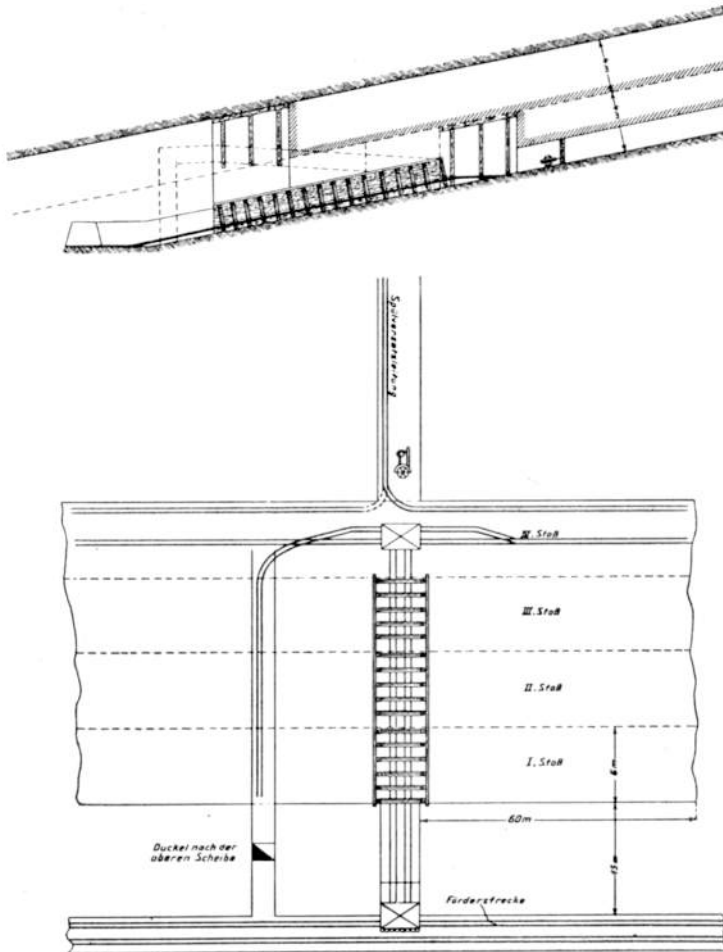 Spülversatzleitung
IV. Stoß
III. Stoß
II. Stoß
I. Stoß
6m
60m
15m
Duckel nach der
oberen Scheibe
Förderstrecke